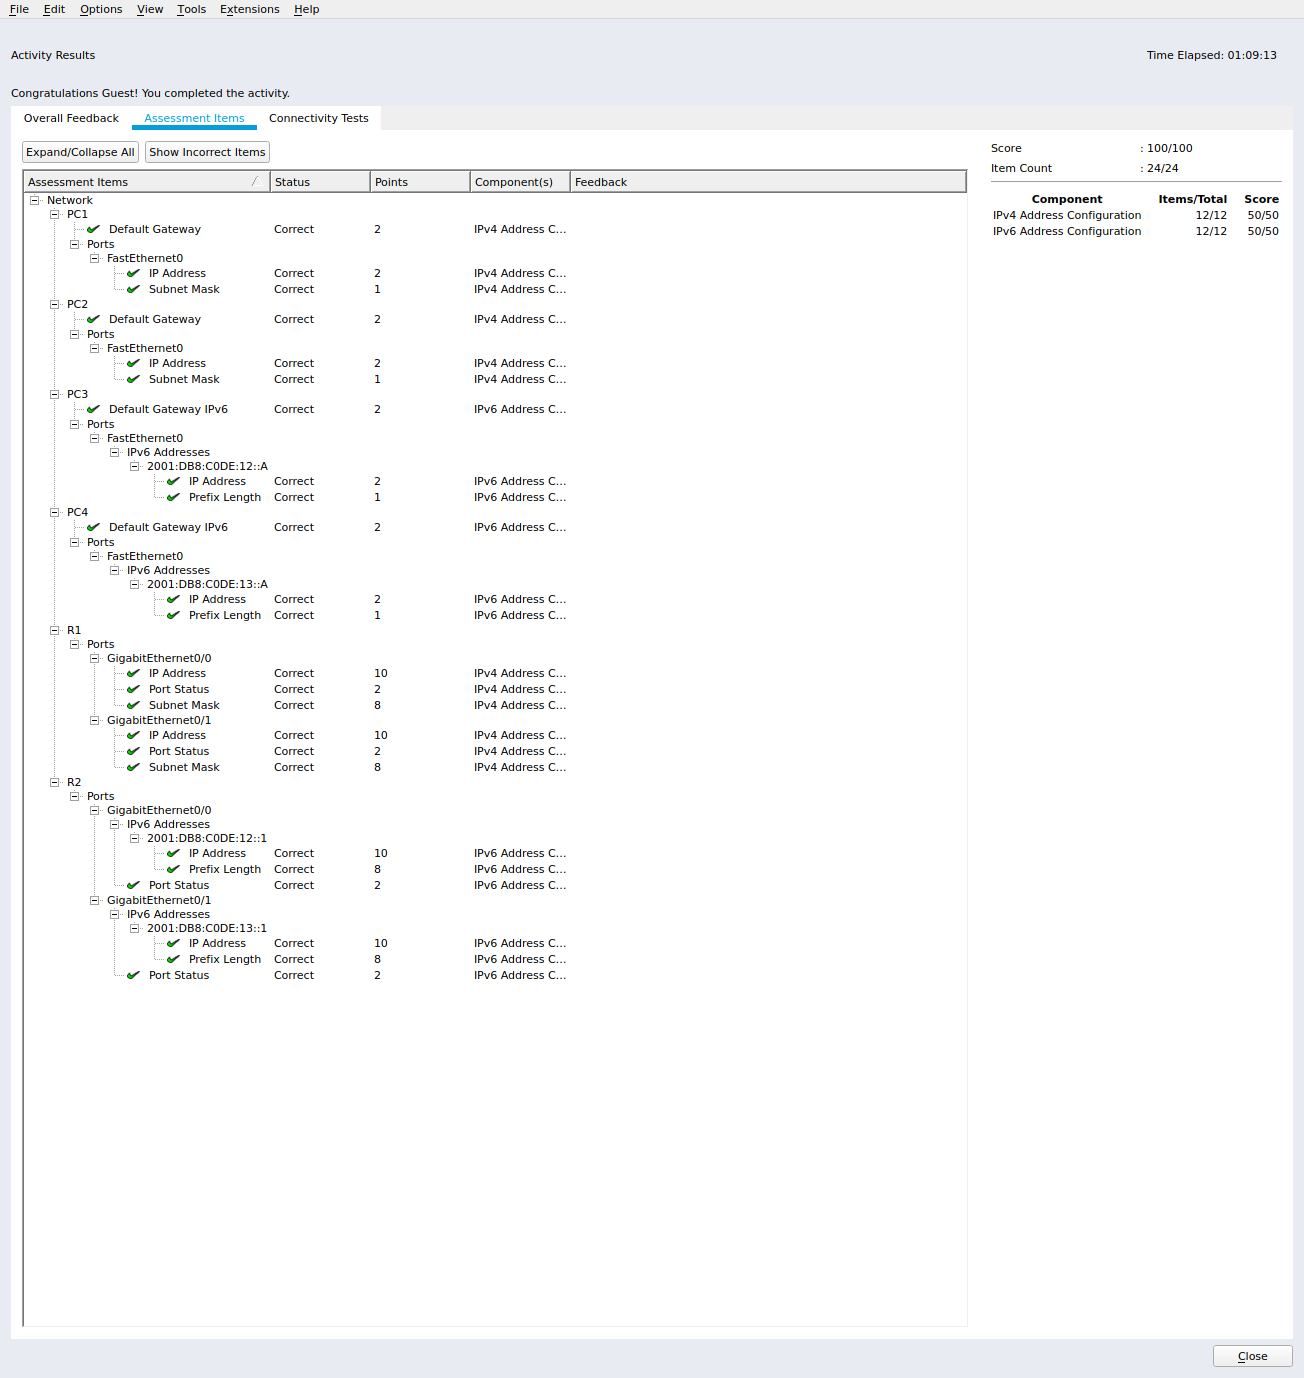 File Edit Options View Tools Extensions Help
Activity Results Time Elapsed: 01:09:13
Congratulations Guest! You completed the activity.
Overall Feedback Assessment Items Connectivity Tests
Expand/Collapse All Show Incorrect Items
Assessment Items Status Points Component(s) Feedback
Network
PC1
Default Gateway Correct 2 IPv4 Address C...
Ports
FastEthernet0
IP Address Correct 2 IPv4 Address C...
Subnet Mask Correct 1 IPv4 Address C...
PC2
Default Gateway Correct 2 IPv4 Address C...
Ports
FastEthernet0
IP Address Correct 2 IPv4 Address C...
Subnet Mask Correct 1 IPv4 Address C...
PC3
Default Gateway IPv6 Correct 2 IPv6 Address C...
Ports
FastEthernet0
IPv6 Addresses
2001:DB8:C0DE:12::A
IP Address Correct 2 IPv6 Address C...
Prefix Length Correct 1 IPv6 Address C...
PC4
Default Gateway IPv6 Correct 2 IPv6 Address C...
Ports
FastEthernet0
IPv6 Addresses
2001:DB8:C0DE:13::A
IP Address Correct 2 IPv6 Address C...
Prefix Length Correct 1 IPv6 Address C...
R1
Ports
GigabitEthernet0/0
IP Address Correct 10 IPv4 Address C...
Port Status Correct 2 IPv4 Address C...
Subnet Mask Correct 8 IPv4 Address C...
GigabitEthernet0/1
IP Address Correct 10 IPv4 Address C...
Port Status Correct 2 IPv4 Address C...
Subnet Mask Correct 8 IPv4 Address C...
R2
Ports
GigabitEthernet0/0
IPv6 Addresses
2001:DB8:C0DE:12::1
IP Address Correct 10 IPv6 Address C...
Prefix Length Correct 8 IPv6 Address C...
Port Status Correct 2 IPv6 Address C...
GigabitEthernet0/1
IPv6 Addresses
2001:DB8:C0DE:13::1
IP Address Correct 10 IPv6 Address C...
Prefix Length Correct 8 IPv6 Address C...
Port Status Correct 2 IPv6 Address C...
Score : 100/100
Item Count : 24/24
Component Items/Total Score
IPv4 Address Configuration 12/12 50/50
IPv6 Address Configuration 12/12 50/50
Close